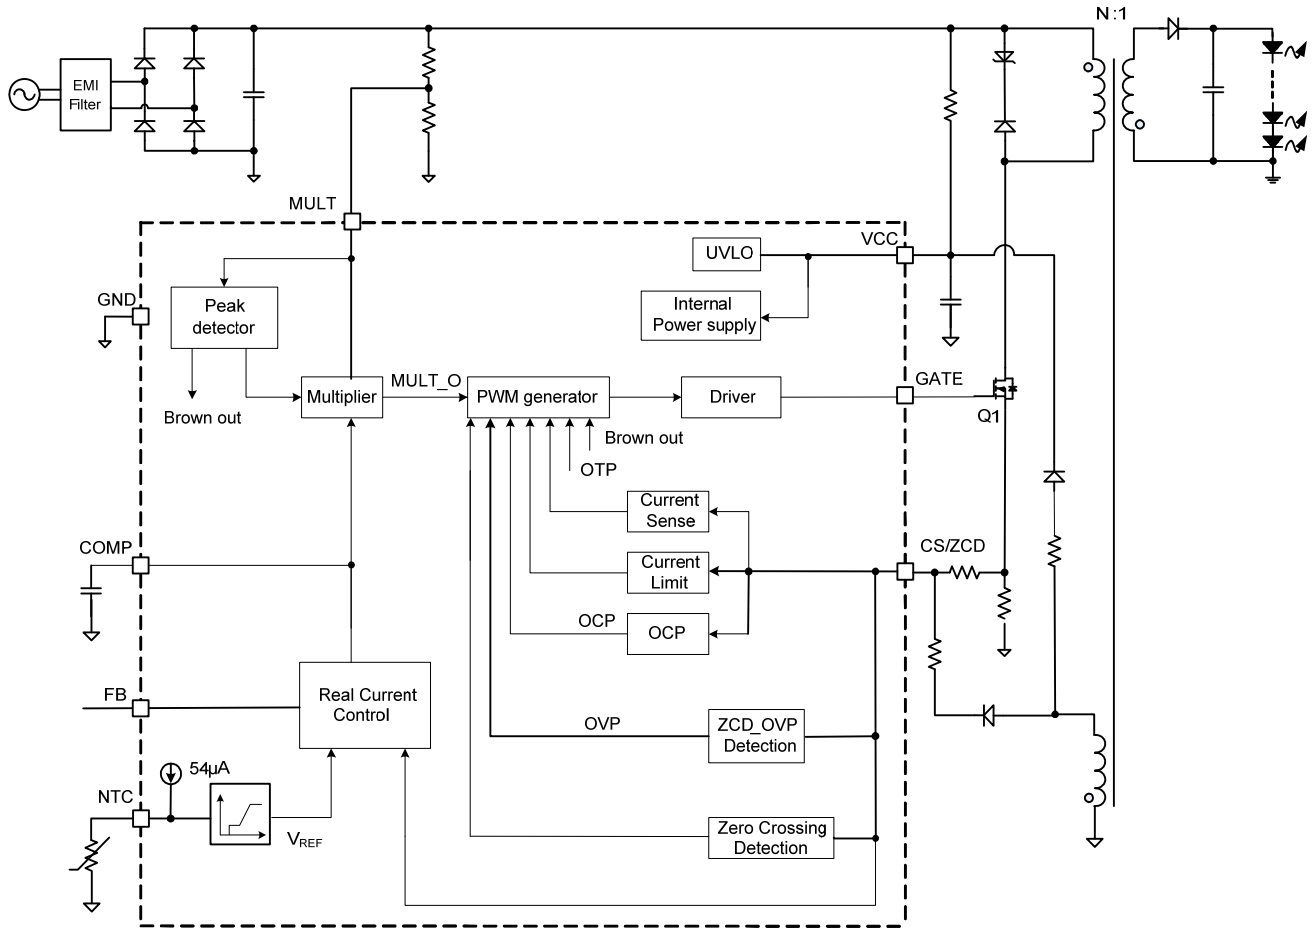 N:1
EMI
Filter
MULT
VCC
UVLO
GND
Peak
detector
Internal
Power supply
Multiplier
MULT_O
PWM generator
Driver
GATE
Q1
Brown out
Brown out
OTP
Current
Sense
COMP
CS/ZCD
Current
Limit
OCP
OCP
FB
Real Current
Control
OVP
ZCD_OVP
Detection
54µA
NTC
VREF
Zero Crossing
Detection